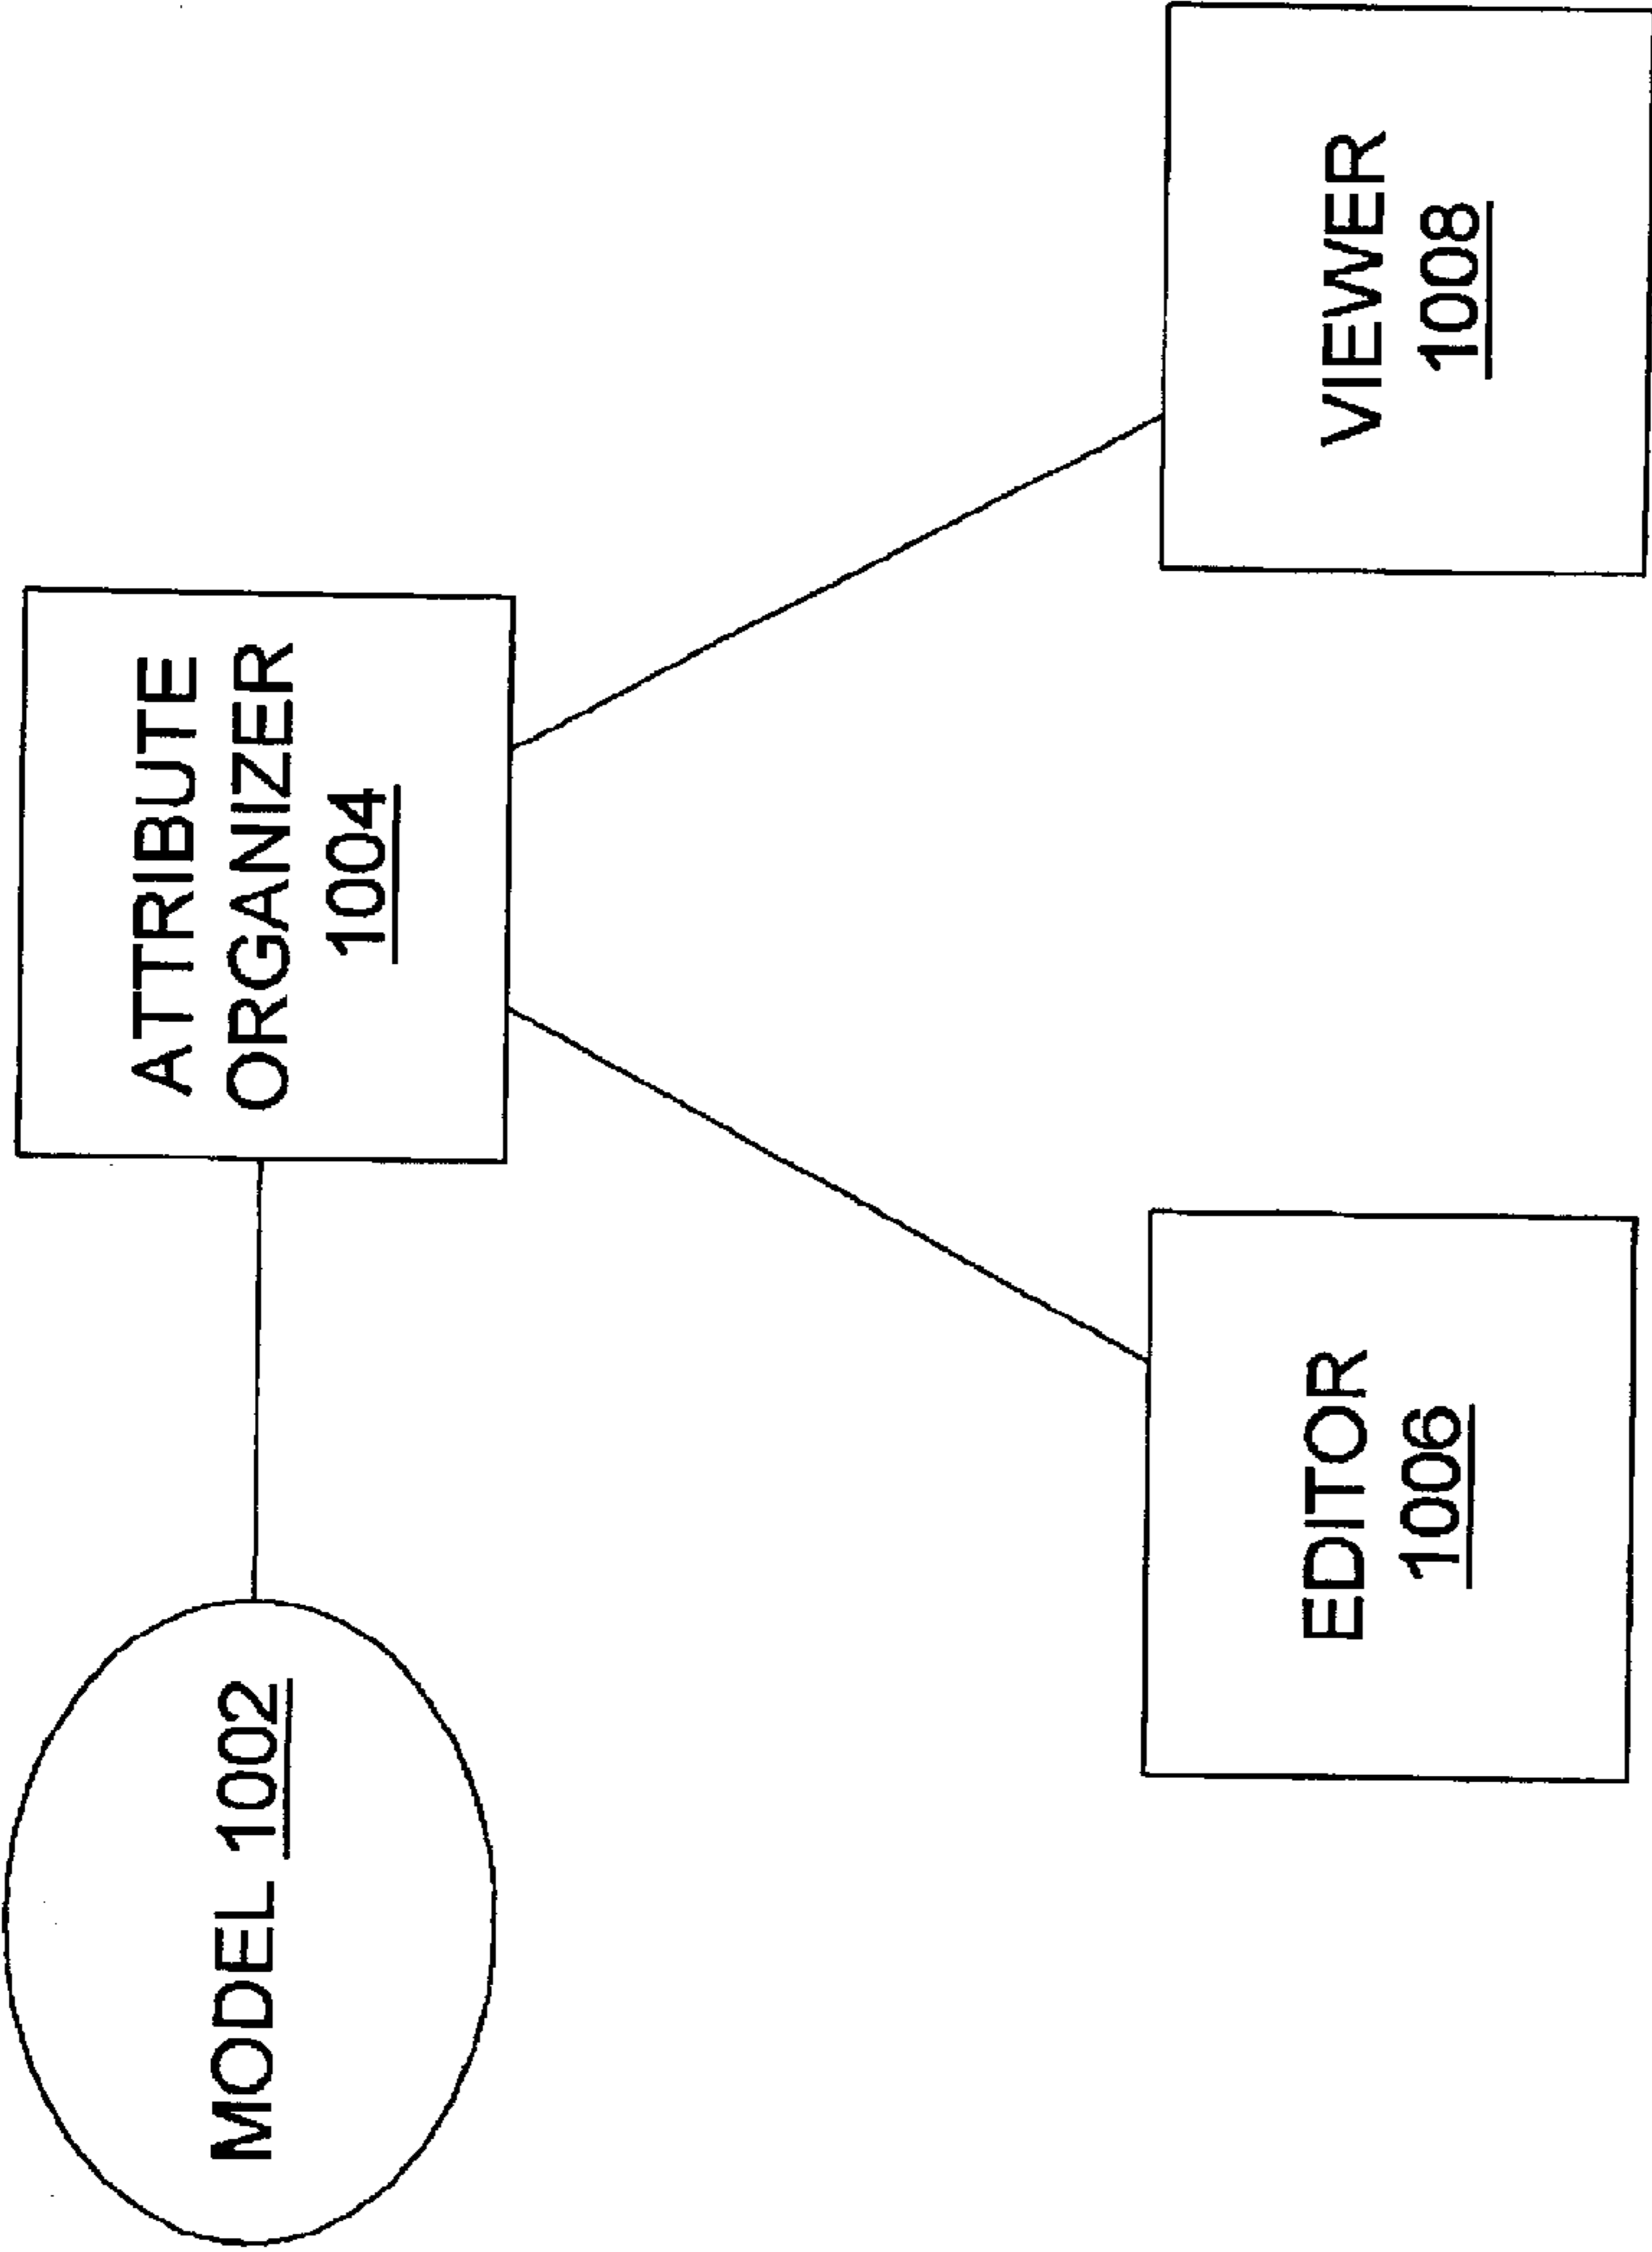 MODEL 1002
ATTRIBUTE
ORGANIZER
1004
EDITOR
1006
VIEWER
1008